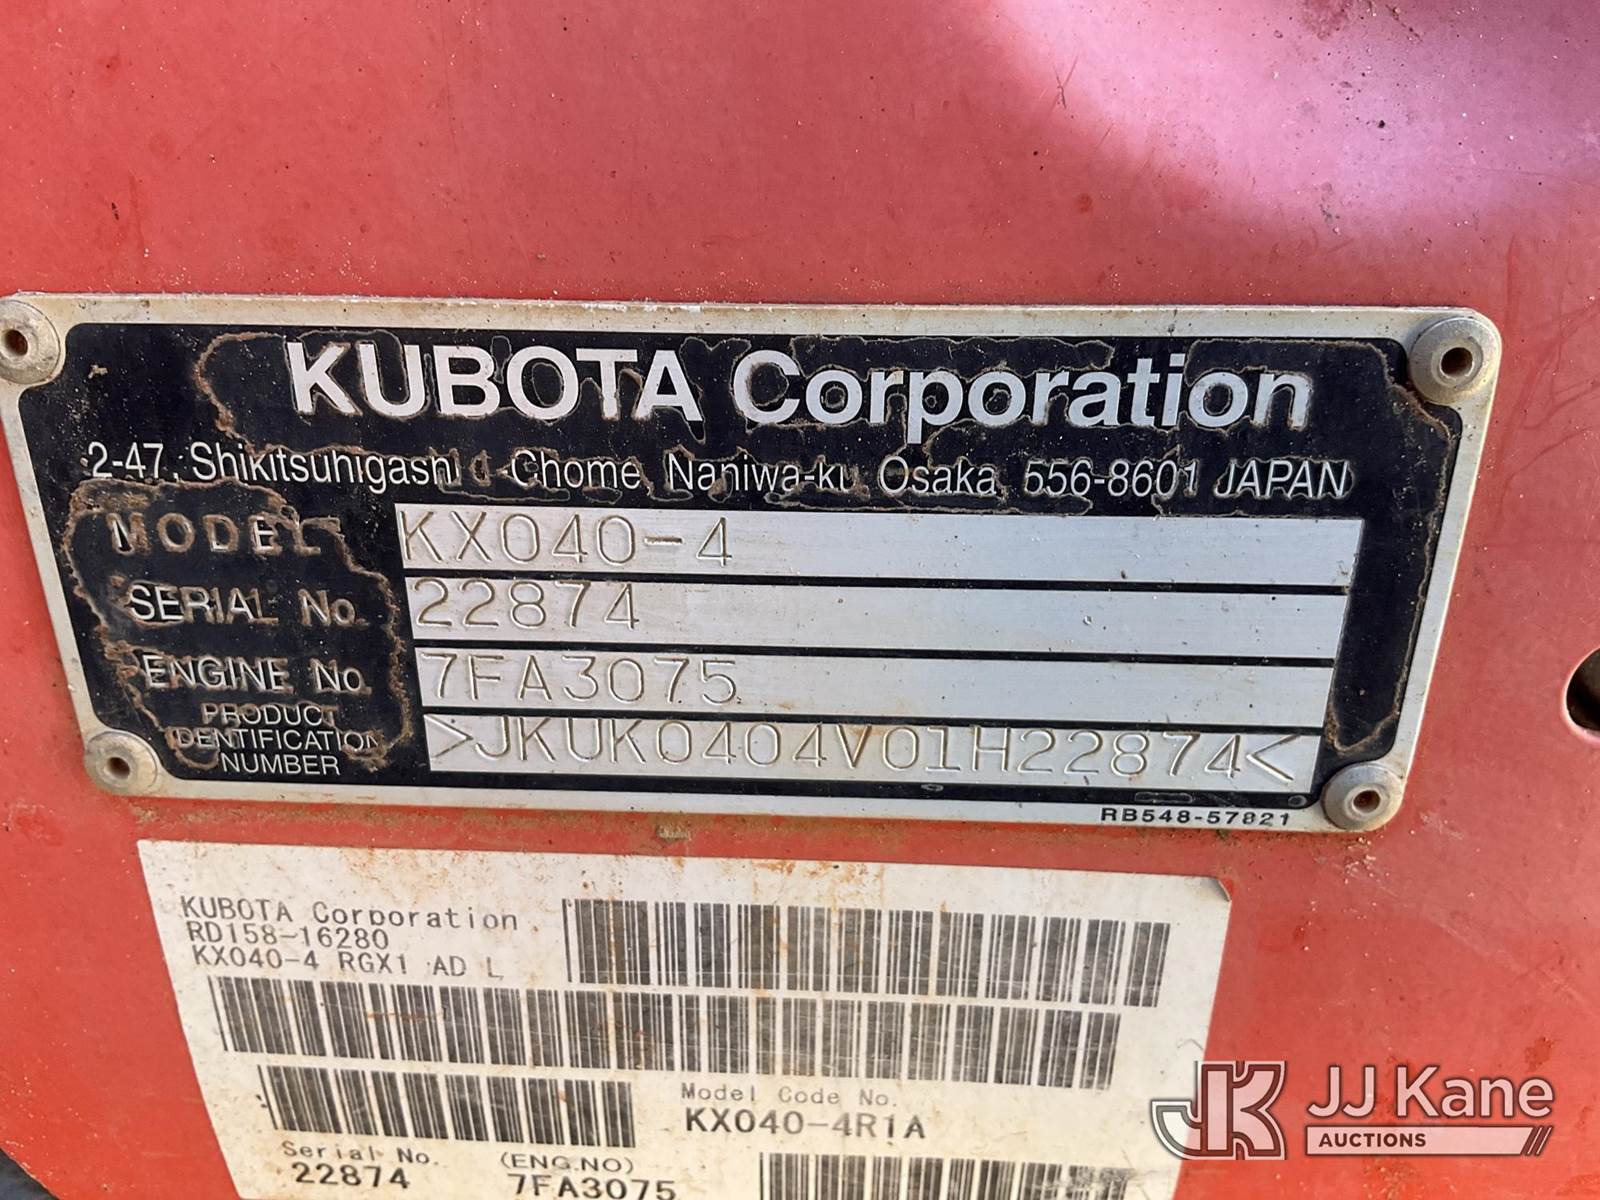 KUBOTA Corporation
2-47, Shikitsuhigashi 1-Chome, Naniwa-ku Osaka 556-8601 JAPAN
MODEL KX040-4
SERIAL No. 22874
ENGINE No. 7FA3075
PRODUCT
IDENTIFICATION
NUMBER >JKUK0404V01H22874<
RB548-57821
KUBOTA Corporation
RD158-16280
KX040-4 RGX1 AD L
Model Code No.
KX040-4R1A
Serial No. (ENG.NO)
22874 7FA3075
JK JJ Kane
AUCTIONS